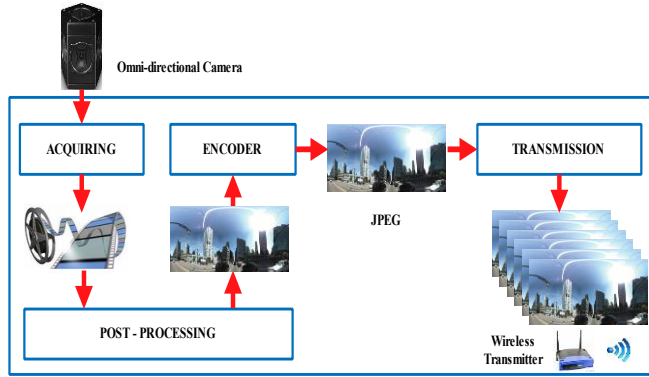 Omni-directional Camera
ACQUIRING
ENCODER
TRANSMISSION
JPEG
POST - PROCESSING
Wireless
Transmitter